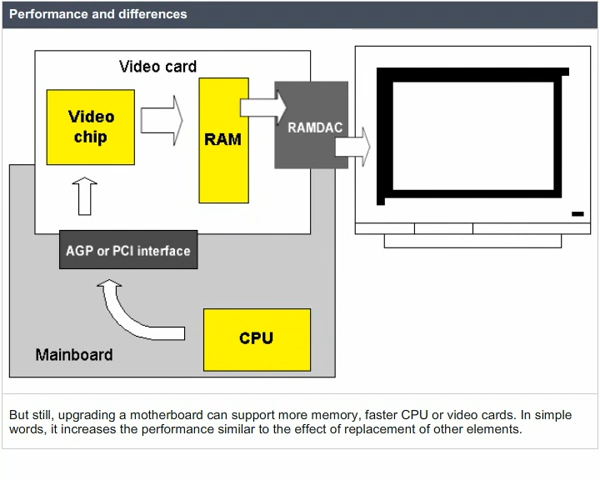 Performance and differences
Video card
Video
chip
RAM
RAMDAC
AGP or PCI interface
CPU
Mainboard
But still, upgrading a motherboard can support more memory, faster CPU or video cards. In simple
words, it increases the performance similar to the effect of replacement of other elements.